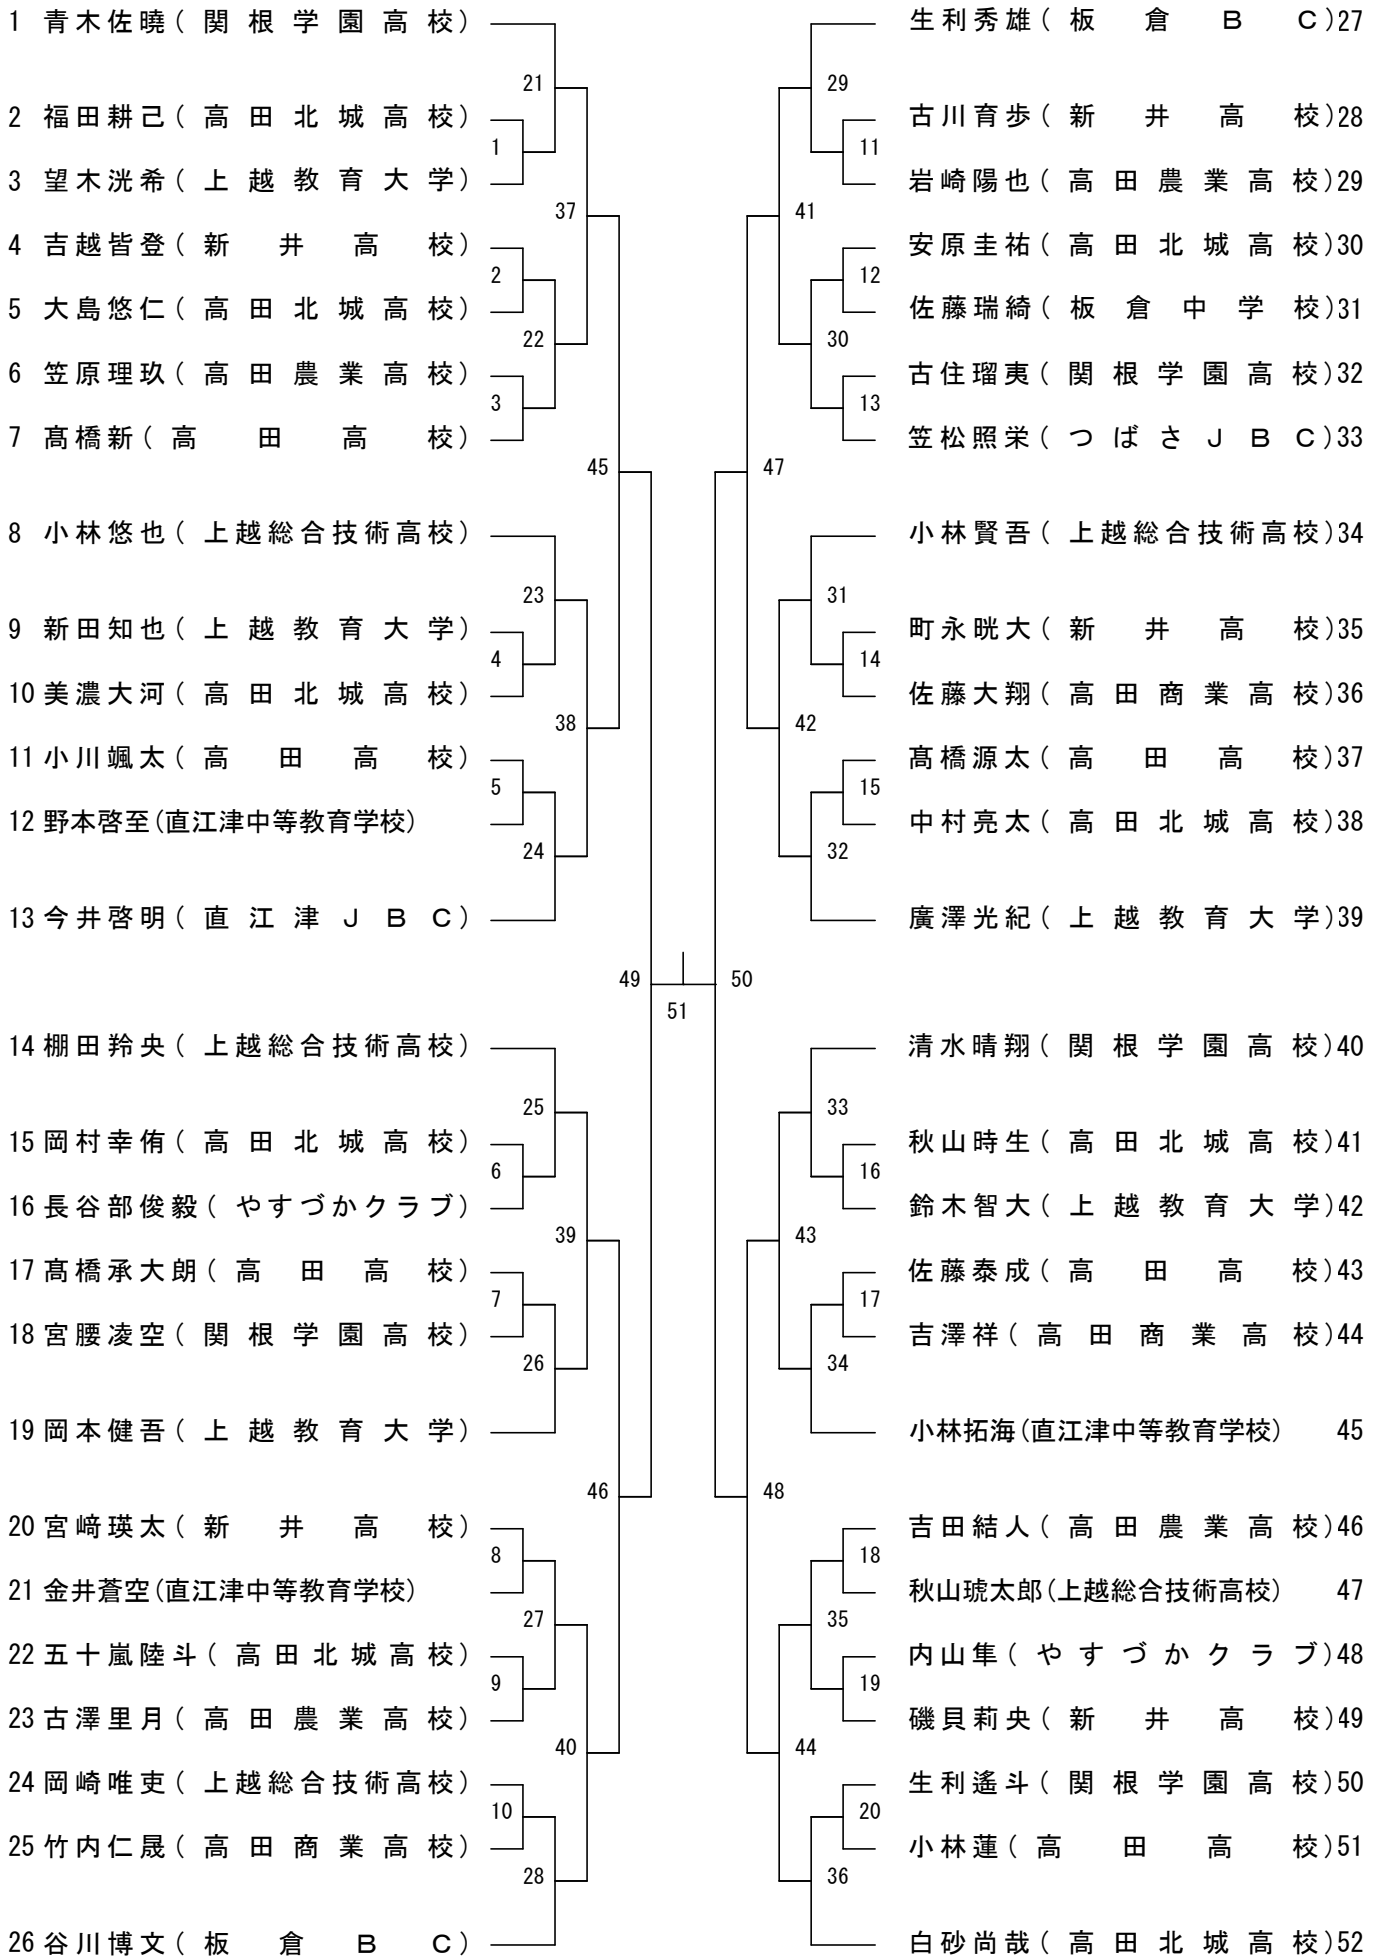 1 青木佐曉(関根学園高校)
21
2 福田耕己(高田北城高校)
1
3 望木洸希(上越教育大学)
37
4 吉越皆登(新井高校)
2
5 大島悠仁(高田北城高校)
22
6 笠原理玖(高田農業高校)
3
7 髙橋新(高田高校)
45
8 小林悠也(上越総合技術高校)
23
9 新田知也(上越教育大学)
4
10 美濃大河(高田北城高校)
38
11 小川颯太(高田高校)
5
12 野本啓至(直江津中等教育学校)
24
13 今井啓明(直江津JBC)
49
51
14 棚田羚央(上越総合技術高校)
25
15 岡村幸侑(高田北城高校)
6
16 長谷部俊毅(やすづかクラブ)
39
17 髙橋承大朗(高田高校)
7
18 宮腰凌空(関根学園高校)
26
19 岡本健吾(上越教育大学)
46
20 宮﨑瑛太(新井高校)
8
21 金井蒼空(直江津中等教育学校)
27
22 五十嵐陸斗(高田北城高校)
9
23 古澤里月(高田農業高校)
40
24 岡崎唯吏(上越総合技術高校)
10
25 竹内仁晟(高田商業高校)
28
26 谷川博文(板倉BC)
生利秀雄(板倉BC)27
29
古川育歩(新井高校)28
11
岩崎陽也(高田農業高校)29
41
安原圭祐(高田北城高校)30
12
佐藤瑞綺(板倉中学校)31
30
古住瑠夷(関根学園高校)32
13
笠松照栄(つばさJBC)33
47
小林賢吾(上越総合技術高校)34
31
町永晄大(新井高校)35
14
佐藤大翔(高田商業高校)36
42
髙橋源太(高田高校)37
15
中村亮太(高田北城高校)38
32
廣澤光紀(上越教育大学)39
50
清水晴翔(関根学園高校)40
33
秋山時生(高田北城高校)41
16
鈴木智大(上越教育大学)42
43
佐藤泰成(高田高校)43
17
吉澤祥(高田商業高校)44
34
小林拓海(直江津中等教育学校) 45
48
吉田結人(高田農業高校)46
18
秋山琥太郎(上越総合技術高校) 47
35
内山隼(やすづかクラブ)48
19
磯貝莉央(新井高校)49
44
生利遙斗(関根学園高校)50
20
小林蓮(高田高校)51
36
白砂尚哉(高田北城高校)52